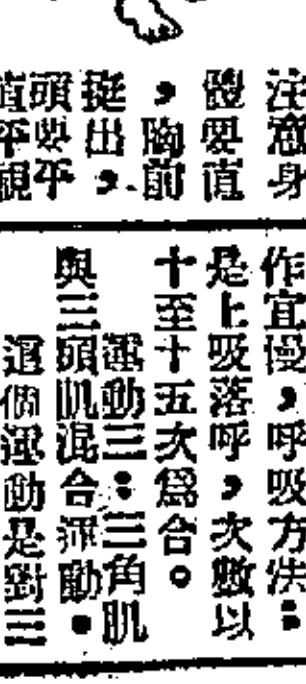 注意身
體要直
，胸前
挺出，
頭要平
直平視
作宜慢，呼吸方法：
是上吸落呼，次數以
十至十五次爲合。
運動三：三角肌
與三頭肌混合運動。
這個運動是對三